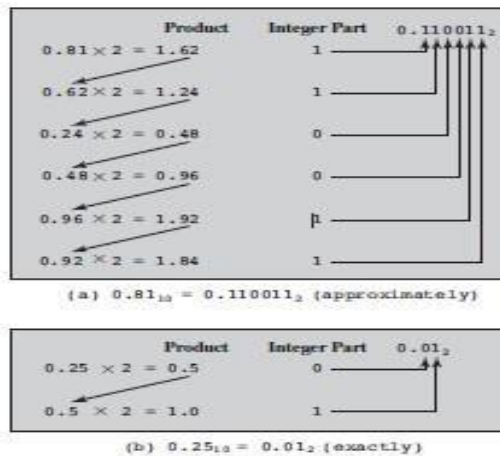 Product Integer Part 0.110011₂
0.81 × 2 = 1.62 1
0.62 × 2 = 1.24 1
0.24 × 2 = 0.48 0
0.48 × 2 = 0.96 0
0.96 × 2 = 1.92 1
0.92 × 2 = 1.84 1
(a) 0.81₁₀ = 0.110011₂ (approximately)
Product Integer Part 0.01₂
0.25 × 2 = 0.5 0
0.5 × 2 = 1.0 1
(b) 0.25₁₀ = 0.01₂ (exactly)